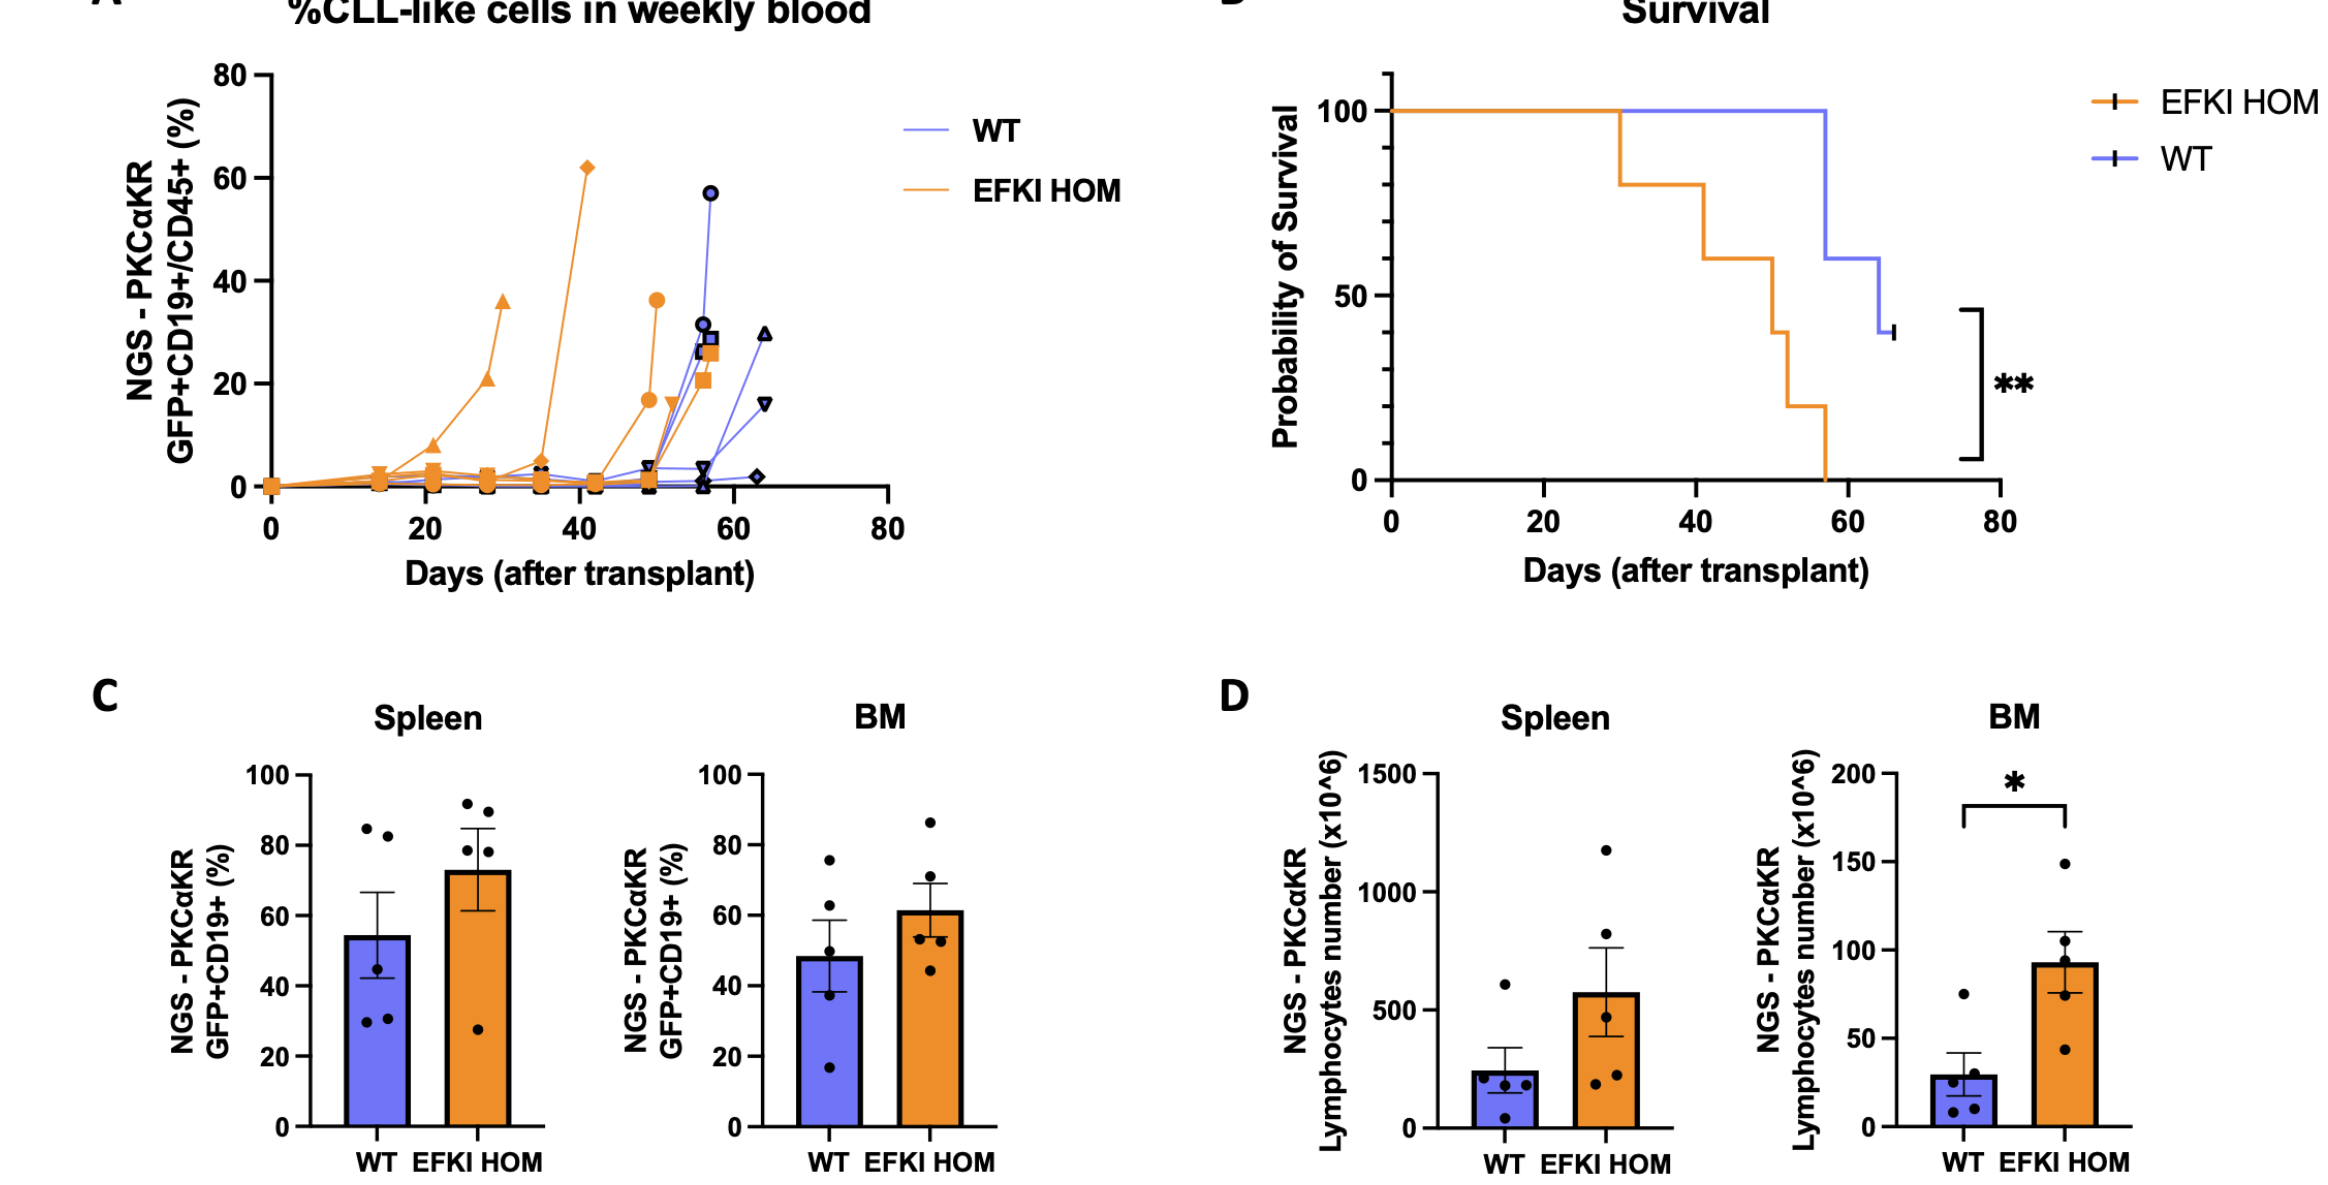 A
%CLL-like cells in weekly blood
NGS - PKCαKR
GFP+CD19+/CD45+ (%)
80
60
40
20
0
0 20 40 60 80
Days (after transplant)
WT
EFKI HOM
Survival
Probability of Survival
100
50
0
0 20 40 60 80
Days (after transplant)
EFKI HOM
WT
**
C
Spleen
NGS - PKCαKR
GFP+CD19+ (%)
100
80
60
40
20
0
WT EFKI HOM
BM
NGS - PKCαKR
GFP+CD19+ (%)
100
80
60
40
20
0
WT EFKI HOM
D
Spleen
NGS - PKCαKR
Lymphocytes number (x10^6)
1500
1000
500
0
WT EFKI HOM
BM
NGS - PKCαKR
Lymphocytes number (x10^6)
200
150
100
50
0
*
WT EFKI HOM